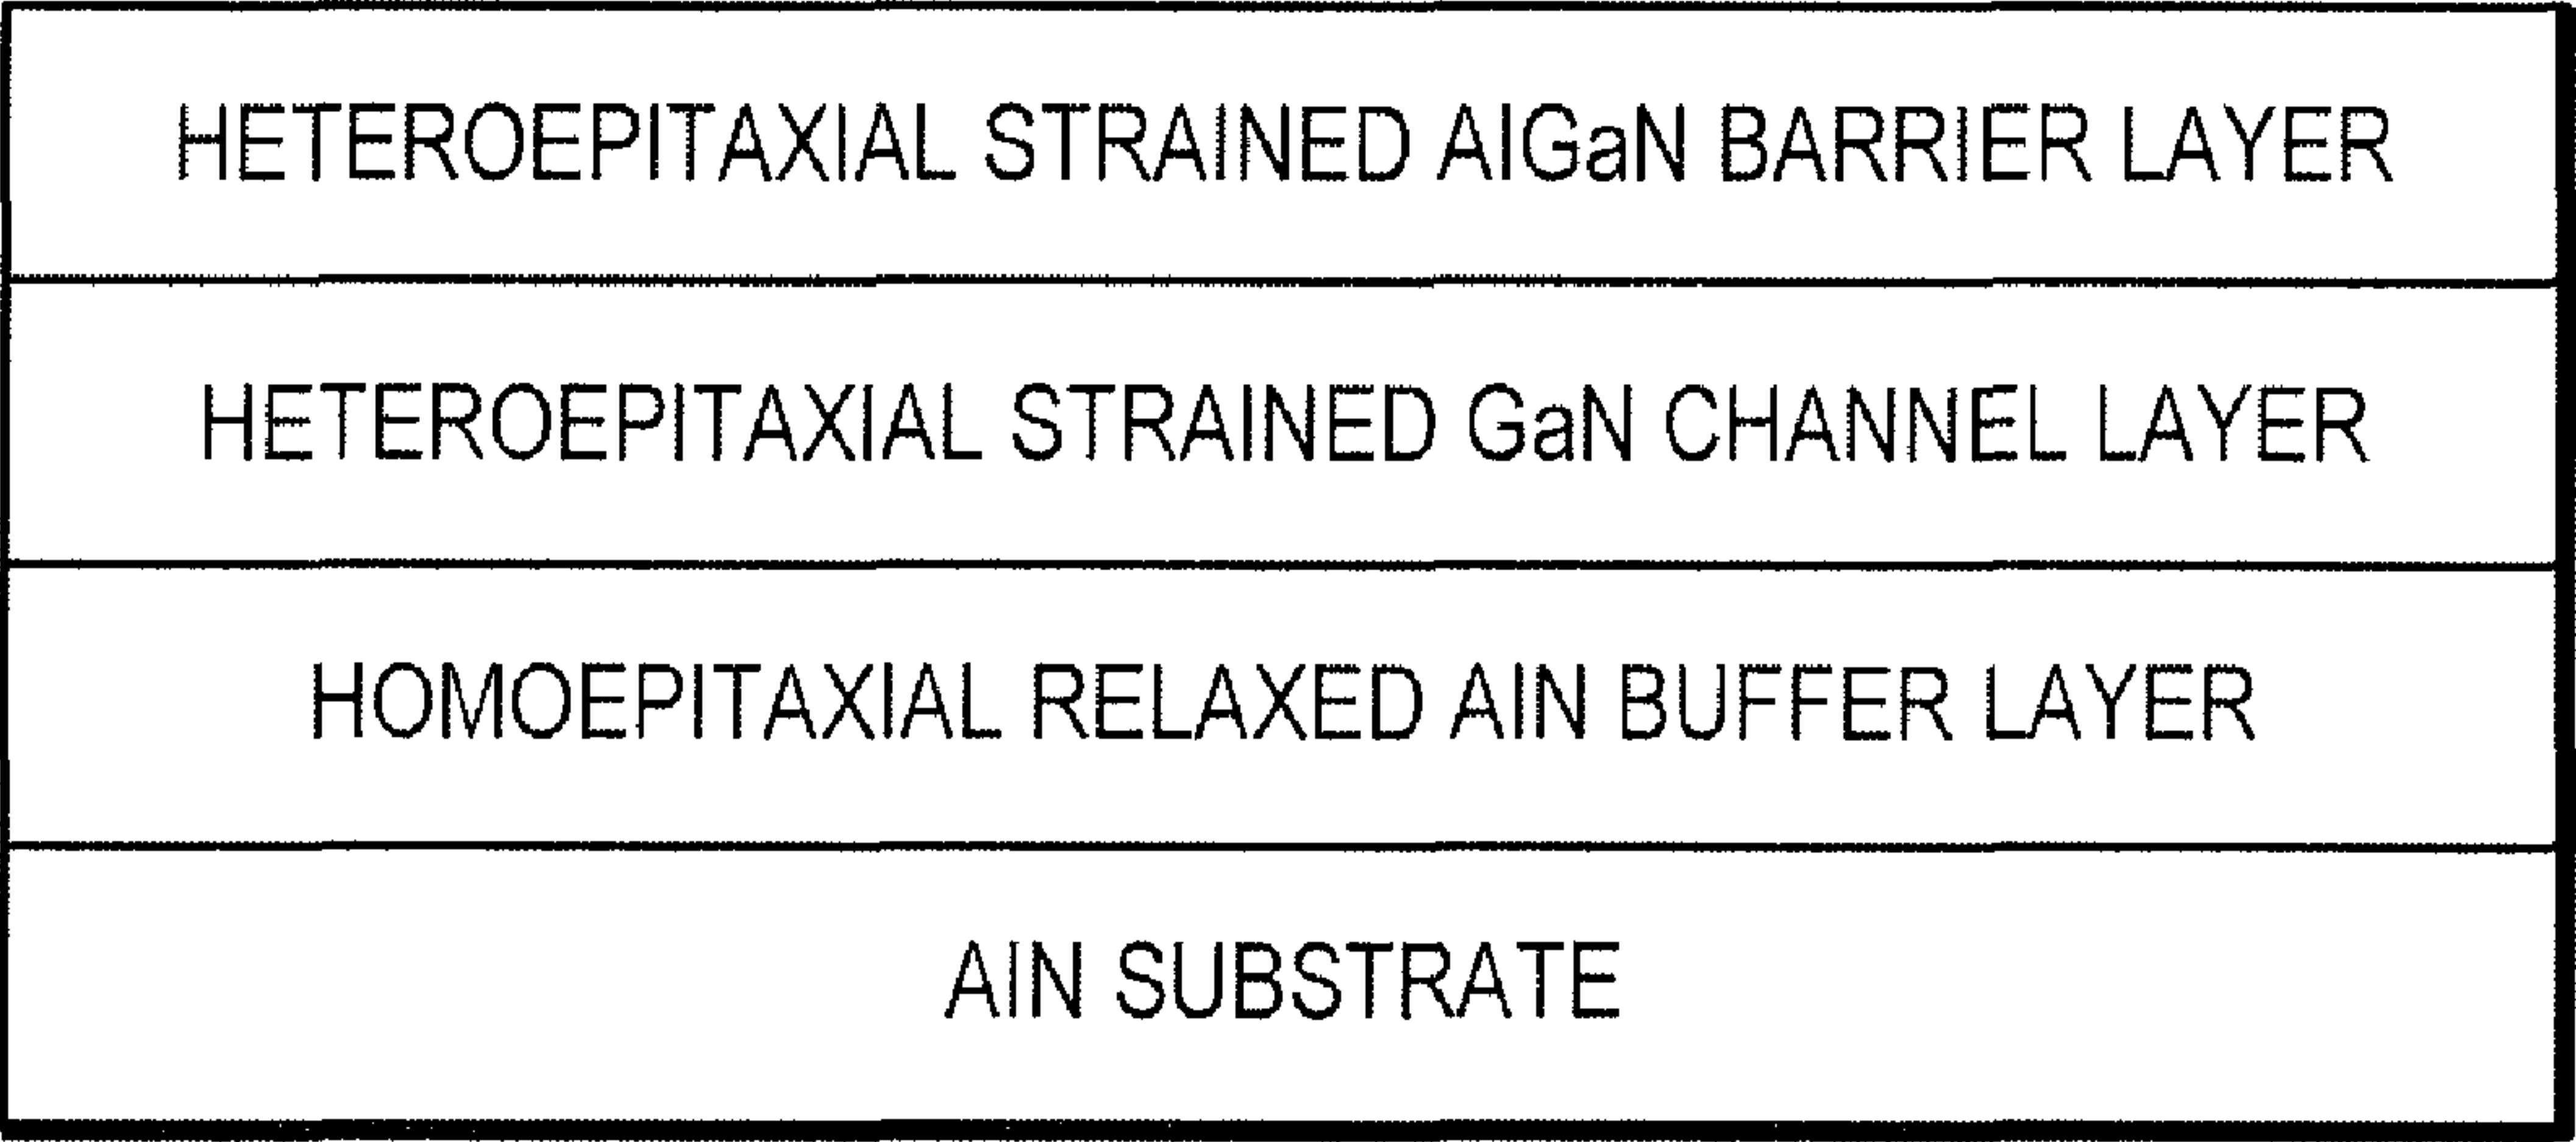 HETEROEPITAXIAL STRAINED AlGaN BARRIER LAYER
HETEROEPITAXIAL STRAINED GaN CHANNEL LAYER
HOMOEPITAXIAL RELAXED AlN BUFFER LAYER
AlN SUBSTRATE